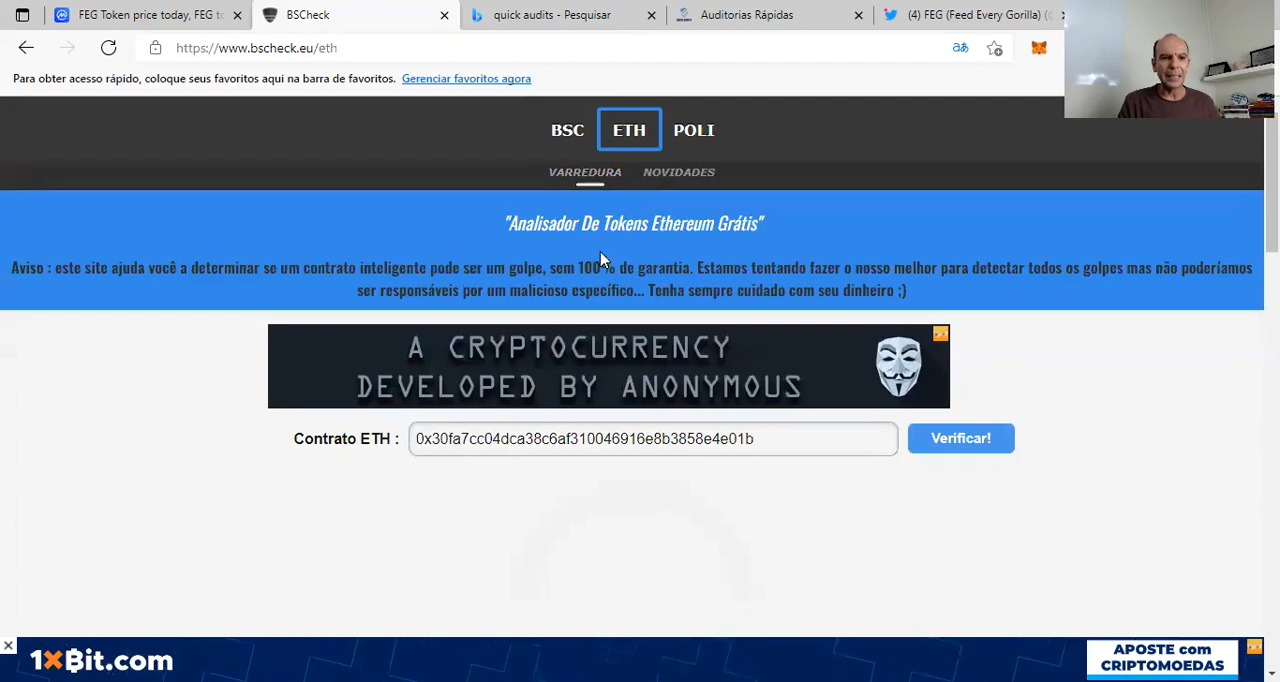 FEG Token price today, FEG to
BSCheck
quick audits - Pesquisar
Auditorias Rápidas
(4) FEG (Feed Every Gorilla) (
https://www.bscheck.eu/eth
Para obter acesso rápido, coloque seus favoritos aqui na barra de favoritos. Gerenciar favoritos agora
BSC ETH POLI
VARREDURA NOVIDADES
"Analisador De Tokens Ethereum Grátis"
Aviso : este site ajuda você a determinar se um contrato inteligente pode ser um golpe, sem 100% de garantia. Estamos tentando fazer o nosso melhor para detectar todos os golpes mas não poderíamos
ser responsáveis por um malicioso específico... Tenha sempre cuidado com seu dinheiro ;)
A CRYPTOCURRENCY
DEVELOPED BY ANONYMOUS
Contrato ETH : 0x30fa7cc04dca38c6af310046916e8b3858e4e01b Verificar!
1xBit.com
APOSTE com
CRIPTOMOEDAS